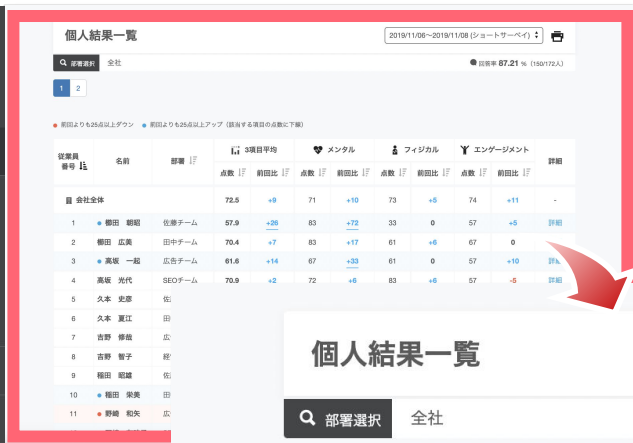 個人結果一覧
2019/11/06〜2019/11/08 (ショートサーベイ)
部署選択 全社
回答率 87.21 % (150/172人)
1 2
前回よりも25点以上ダウン 前回よりも25点以上アップ (該当する項目の点数に下線)
従業員番号 名前 部署 3項目平均 メンタル フィジカル エンゲージメント 詳細
点数 前回比 点数 前回比 点数 前回比 点数 前回比
会社全体 72.5 +9 71 +10 73 +5 74 +11 -
1 櫛田 朝昭 佐藤チーム 57.9 +26 83 +72 33 0 57 +5 詳細
2 櫛田 広美 田中チーム 70.4 +7 83 +17 61 +6 67 0
3 高坂 一起 広告チーム 61.6 +14 67 +33 61 0 57 +10 詳細
4 高坂 光代 SEOチーム 70.9 +2 72 +6 83 +6 57 -5 詳細
5 久本 史彦 佐
6 久本 夏江 田
7 吉野 修哉 広
8 吉野 智子 経
9 稲田 昭雄 佐
10 稲田 栄美 田
11 野崎 和矢 広
個人結果一覧
部署選択 全社